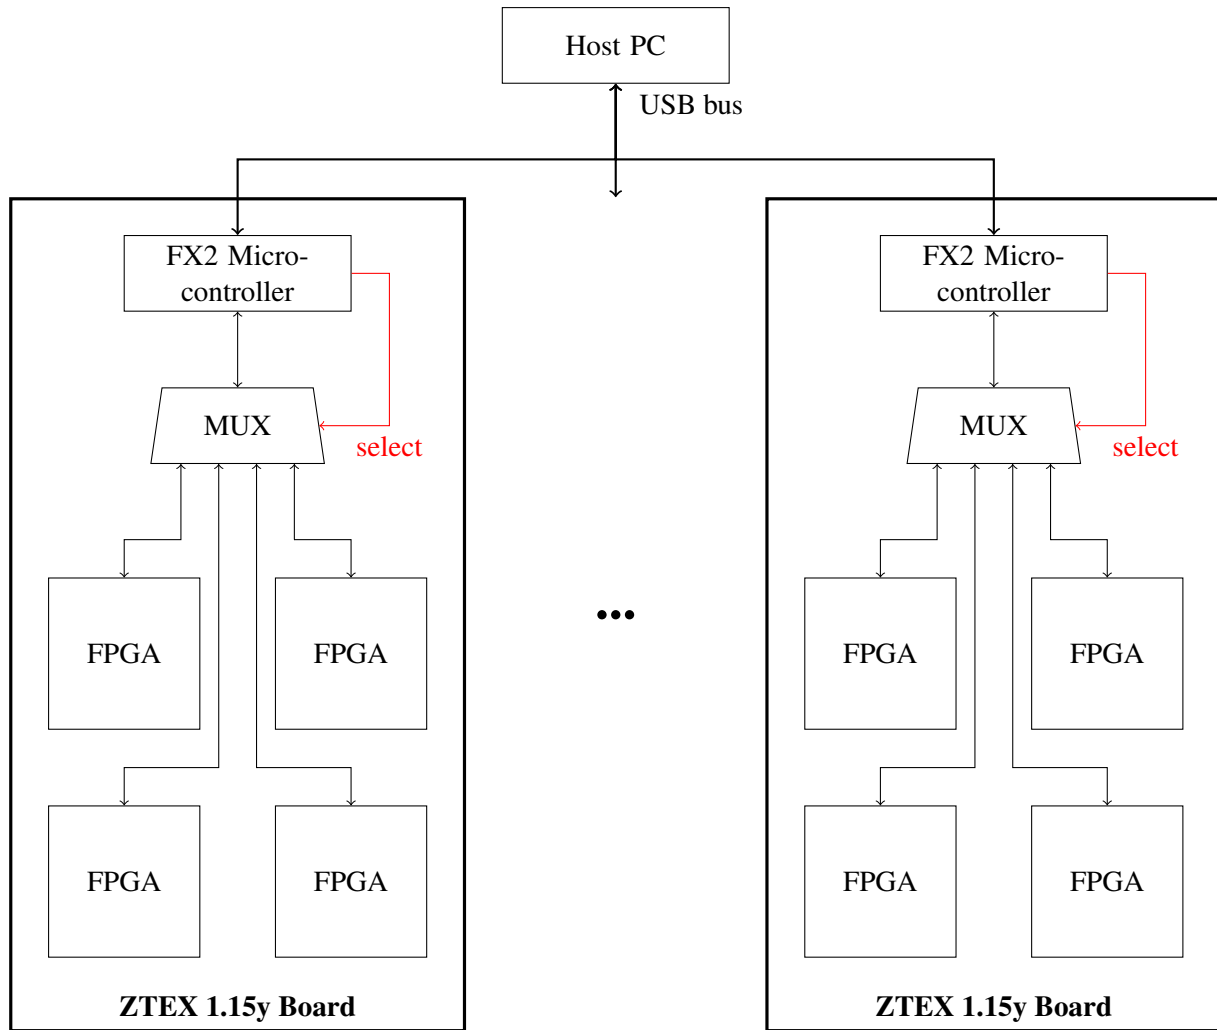 Host PC
USB bus
FX2 Micro-
controller
MUX
select
FPGA
FPGA
FPGA
FPGA
ZTEX 1.15y Board
...
FX2 Micro-
controller
MUX
select
FPGA
FPGA
FPGA
FPGA
ZTEX 1.15y Board